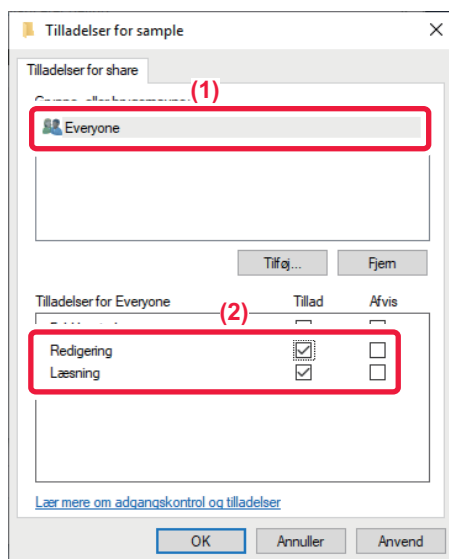 Tilladelser for sample
Tilladelser for share
(1)
Everyone
Tilføj... Fjern
Tilladelser for Everyone Tillad Afvis
(2)
Redigering
Læsning
Lær mere om adgangskontrol og tilladelser
OK Annuller Anvend